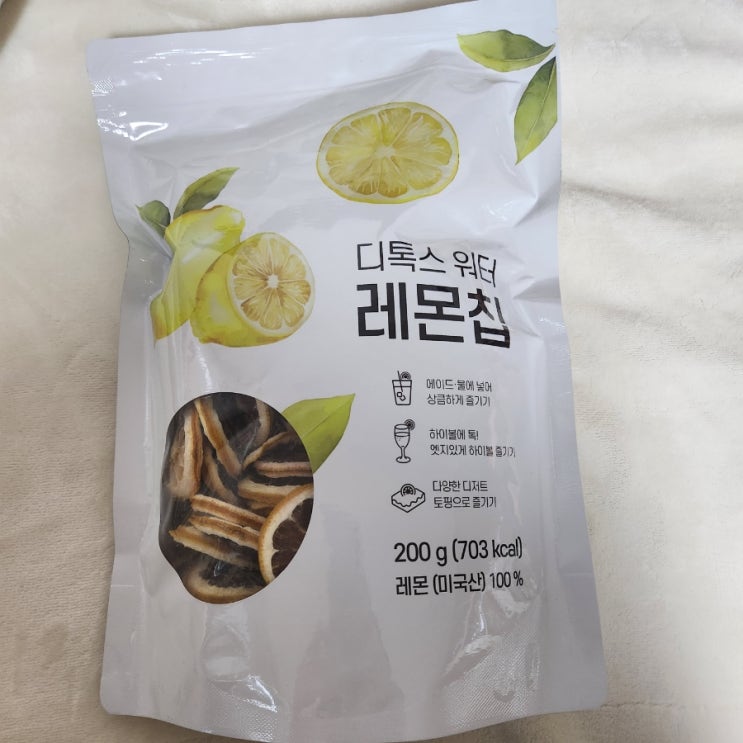 디톡스 워터
레몬칩
에이드·물에 넣어
상큼하게 즐기기
하이볼에 톡!
엣지있게 하이볼 즐기기
다양한 디저트
토핑으로 즐기기
200 g (703 kcal)
레몬 (미국산) 100 %